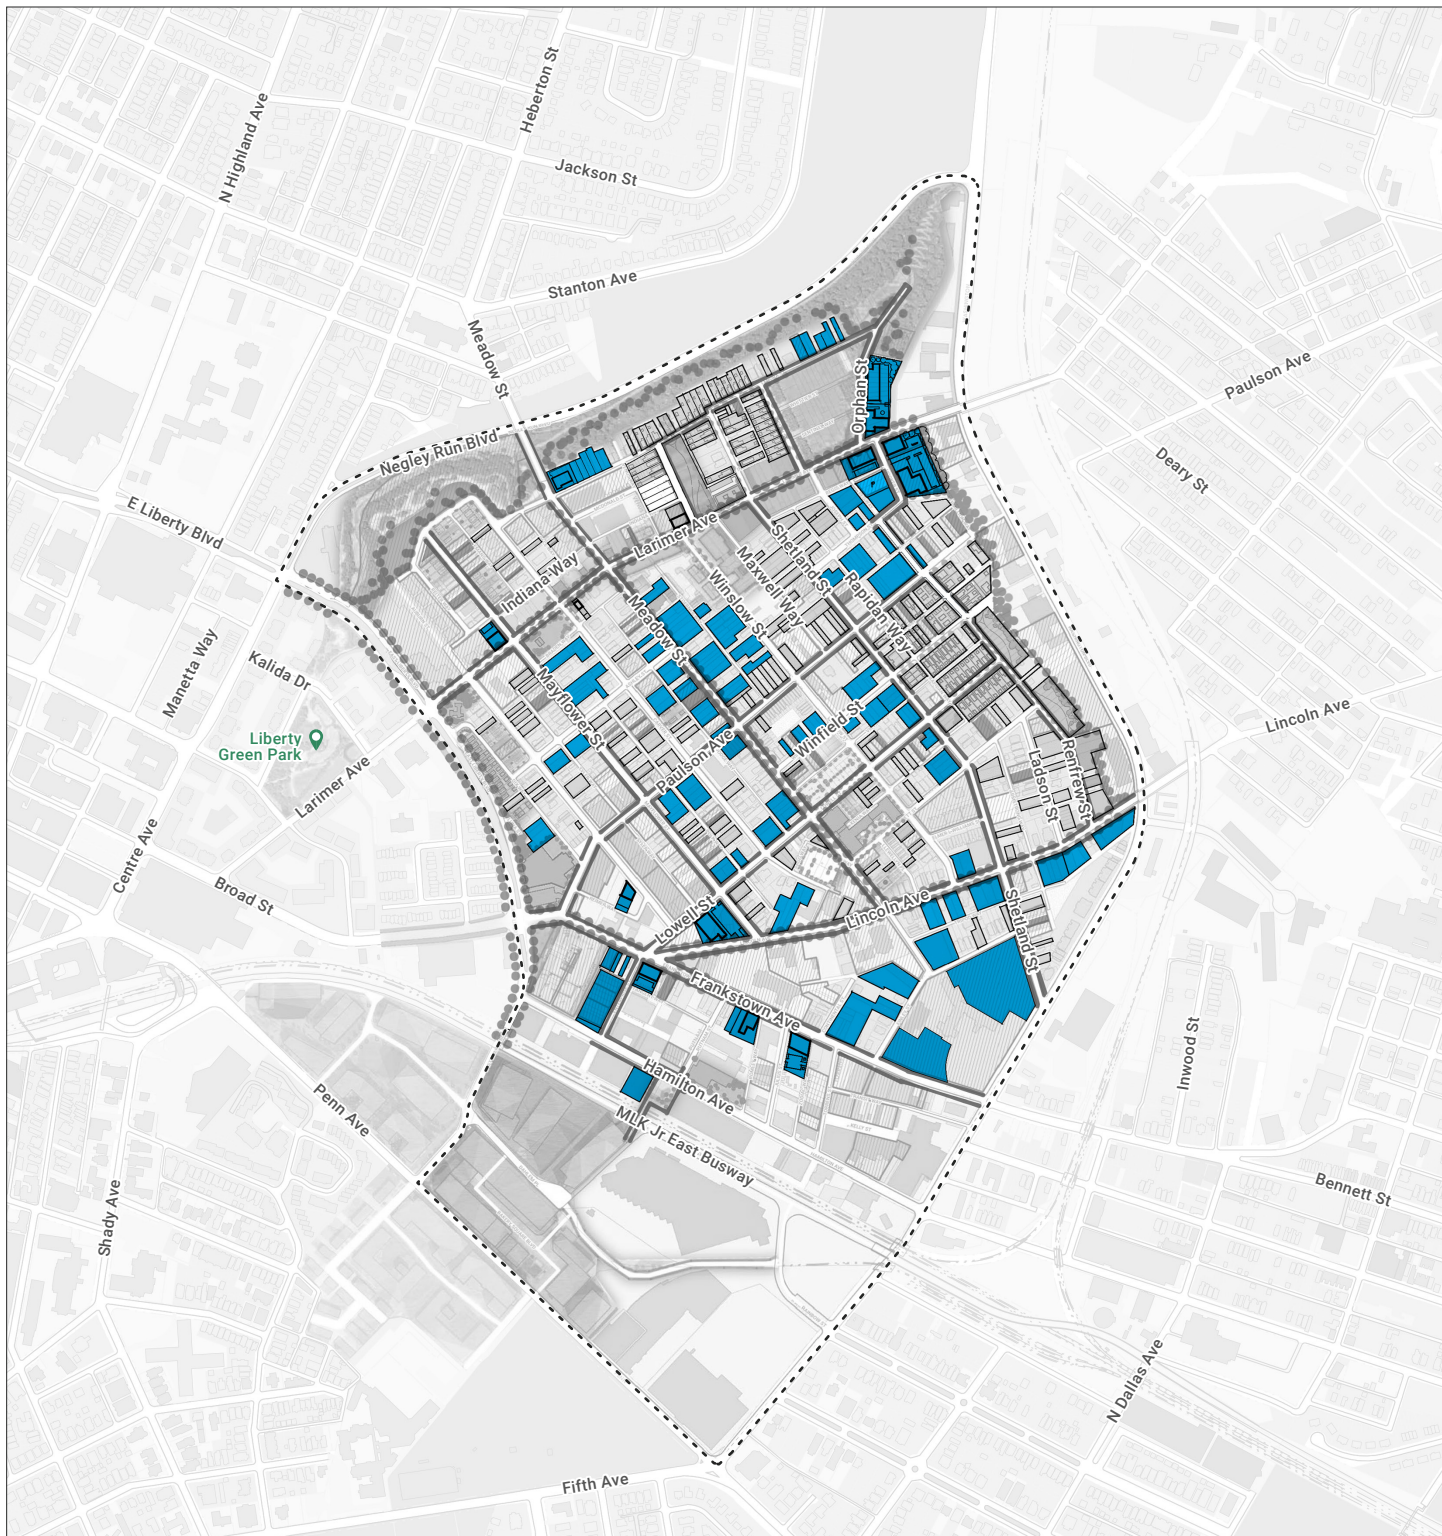 Heberton St
N Highland Ave
Jackson St
Stanton Ave
Meadow St
Paulson Ave
Orphan St
Negley Run Blvd
Deary St
E Liberty Blvd
Larimer Ave
Shetland St
Maxwell Way
Indiana Way
Winslow St
Rapidan Way
Meadow St
Manetta Way
Kalida Dr
Mayflower St
Liberty
Green Park
Winfield St
Lincoln Ave
Paulson Ave
Renfrew St
Ladson St
Larimer Ave
Centre Ave
Broad St
Lowell St
Lincoln Ave
Shetland St
Frankstown Ave
Inwood St
Hamilton Ave
Penn Ave
MLK Jr East Busway
KELLY ST
Bennett St
Shady Ave
N Dallas Ave
Fifth Ave